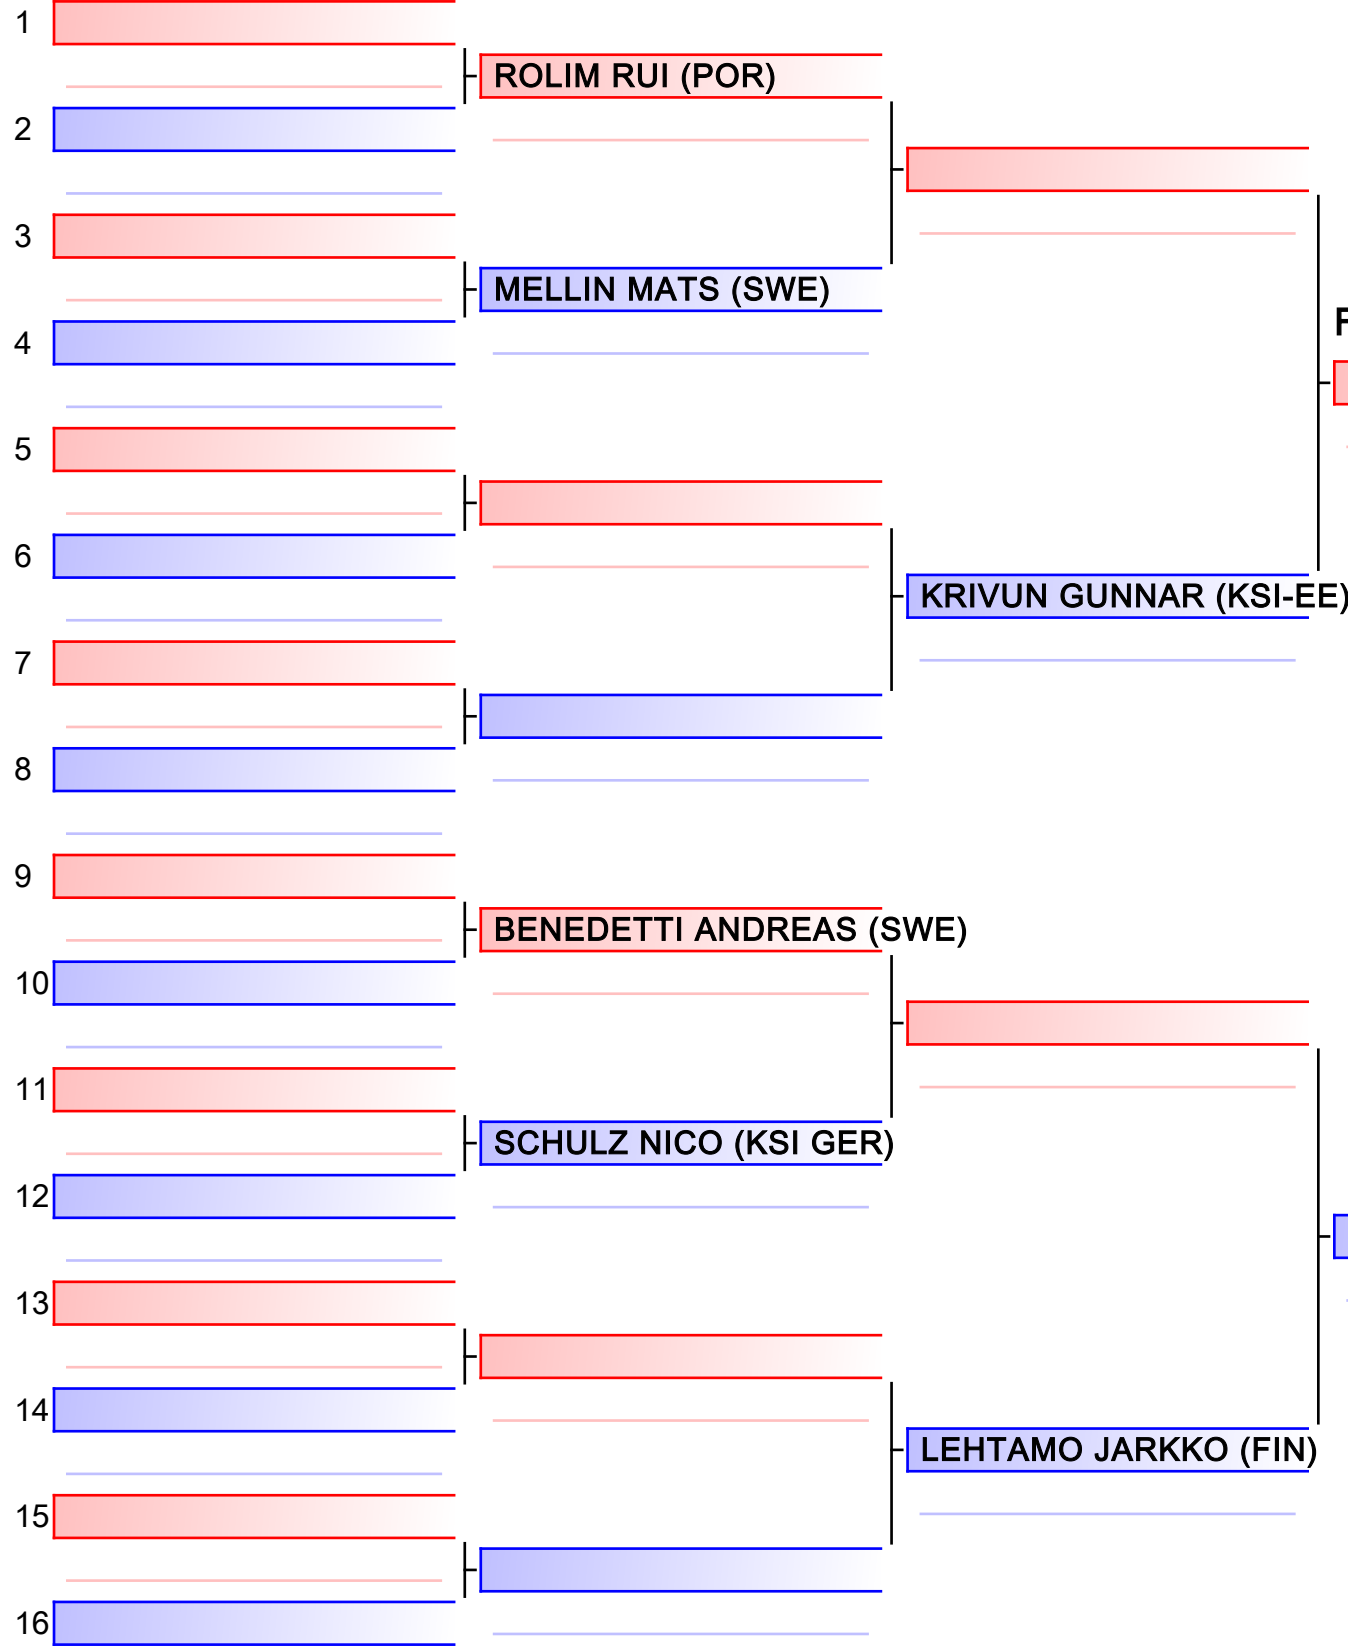 1
ROLIM RUI (POR)
2
3
MELLIN MATS (SWE)
4
5
6
KRIVUN GUNNAR (KSI-EE)
7
8
9
BENEDETTI ANDREAS (SWE)
10
11
SCHULZ NICO (KSI GER)
12
13
14
LEHTAMO JARKKO (FIN)
15
16